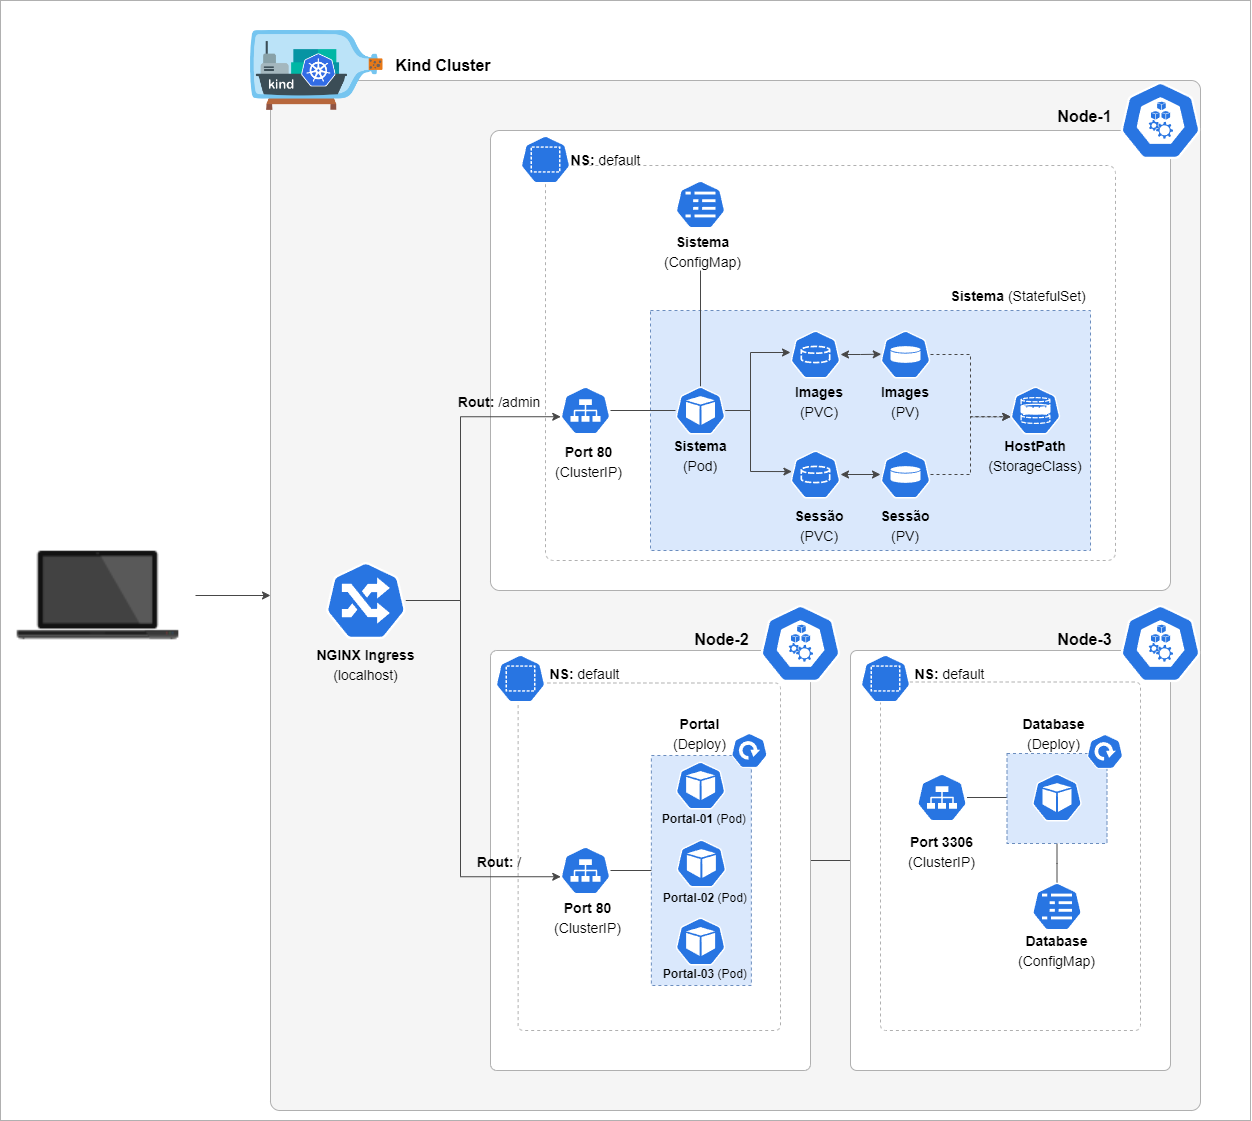 kind
Kind Cluster
Node-1
NS: default
Sistema
(ConfigMap)
Sistema (StatefulSet)
Rout: /admin
Port 80
(ClusterIP)
Sistema
(Pod)
Images
(PVC)
Images
(PV)
HostPath
(StorageClass)
Sessão
(PVC)
Sessão
(PV)
NGINX Ingress
(localhost)
Node-2
NS: default
Portal
(Deploy)
Portal-01 (Pod)
Portal-02 (Pod)
Portal-03 (Pod)
Rout: /
Port 80
(ClusterIP)
Node-3
NS: default
Database
(Deploy)
Port 3306
(ClusterIP)
Database
(ConfigMap)